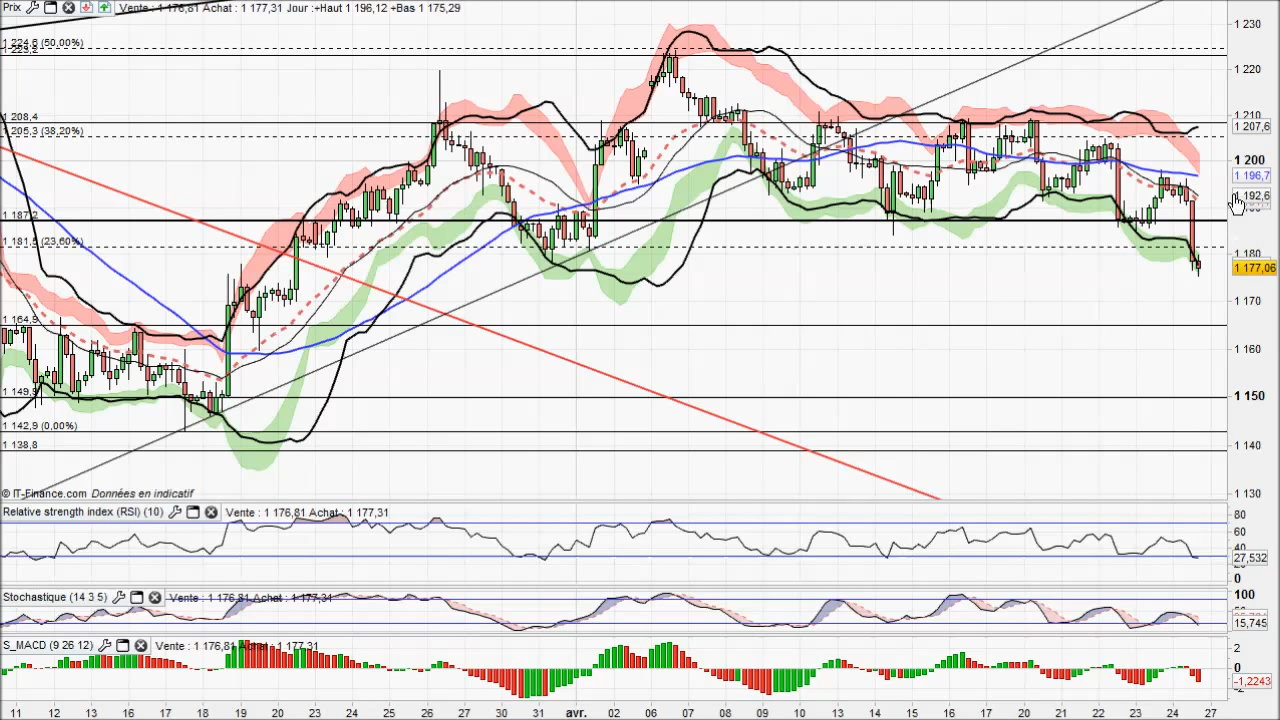 Prix Vente : 1 176,81 Achat : 1 177,31 Jour :+Haut 1 196,12 +Bas 1 175,29
1 230
1 224,6 (50,00%)
1 220
1 208,4
1 210
1 207,6
1 205,3 (38,20%)
1 200
1 196,7
1 192,6
1 187,2
1 181,5 (23,60%)
1 180
1 177,06
1 170
1 164,9
1 160
1 149,9
1 150
1 142,9 (0,00%)
1 138,8
1 140
© IT-Finance.com Données en indicatif
1 130
Relative strength index (RSI) (10) Vente : 1 176,81 Achat : 1 177,31
80
60
40
27,532
0
Stochastique (14 3 5) Vente : 1 176,81 Achat : 1 177,31
100
15,745
S_MACD (9 26 12) Vente : 1 176,81 Achat : 1 177,31
2
0
-1,2243
11 12 13 16 17 18 19 20 23 24 25 26 27 30 31 avr. 02 06 07 08 09 10 13 14 15 16 17 20 21 22 23 24 27